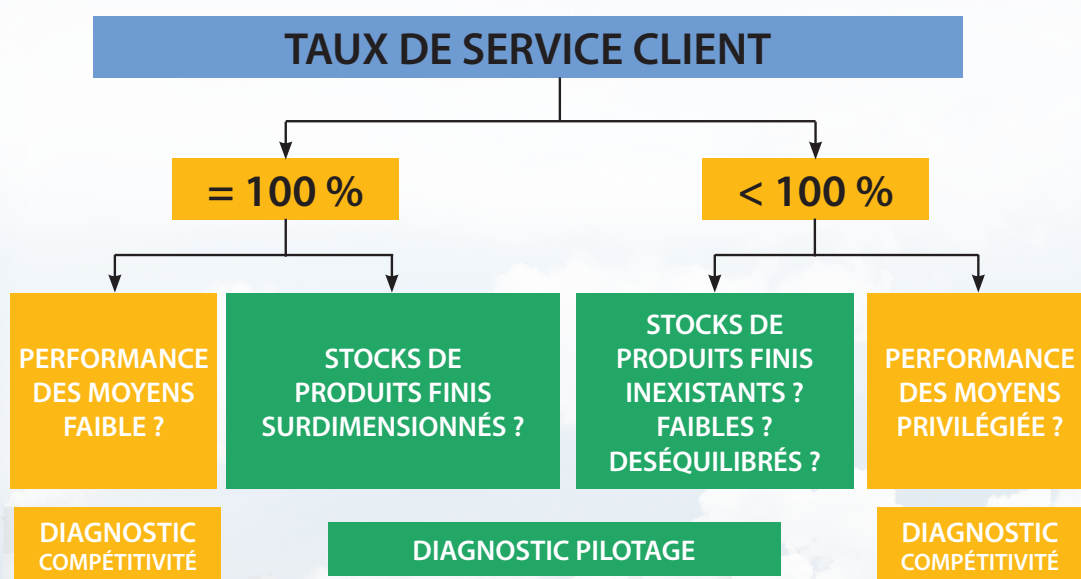 TAUX DE SERVICE CLIENT
= 100 %
< 100 %
PERFORMANCE
DES MOYENS
FAIBLE ?
STOCKS DE
PRODUITS FINIS
SURDIMENSIONNÉS ?
STOCKS DE
PRODUITS FINIS
INEXISTANTS ?
FAIBLES ?
DESÉQUILIBRÉS ?
PERFORMANCE
DES MOYENS
PRIVILÉGIÉE ?
DIAGNOSTIC
COMPÉTITIVITÉ
DIAGNOSTIC PILOTAGE
DIAGNOSTIC
COMPÉTITIVITÉ